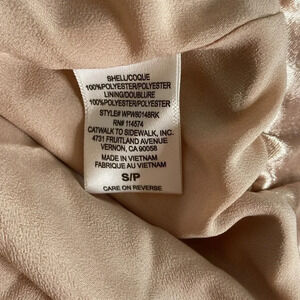 SHELL/COQUE
100%POLYESTER/POLYESTER
LINING/DOUBLURE
100%POLYESTER/POLYESTER
STYLE# WPW80148RK
RN# 114574
CATWALK TO SIDEWALK, INC.
4731 FRUITLAND AVENUE
VERNON, CA 90058
MADE IN VIETNAM
FABRIQUE AU VIETNAM
S/P
CARE ON REVERSE